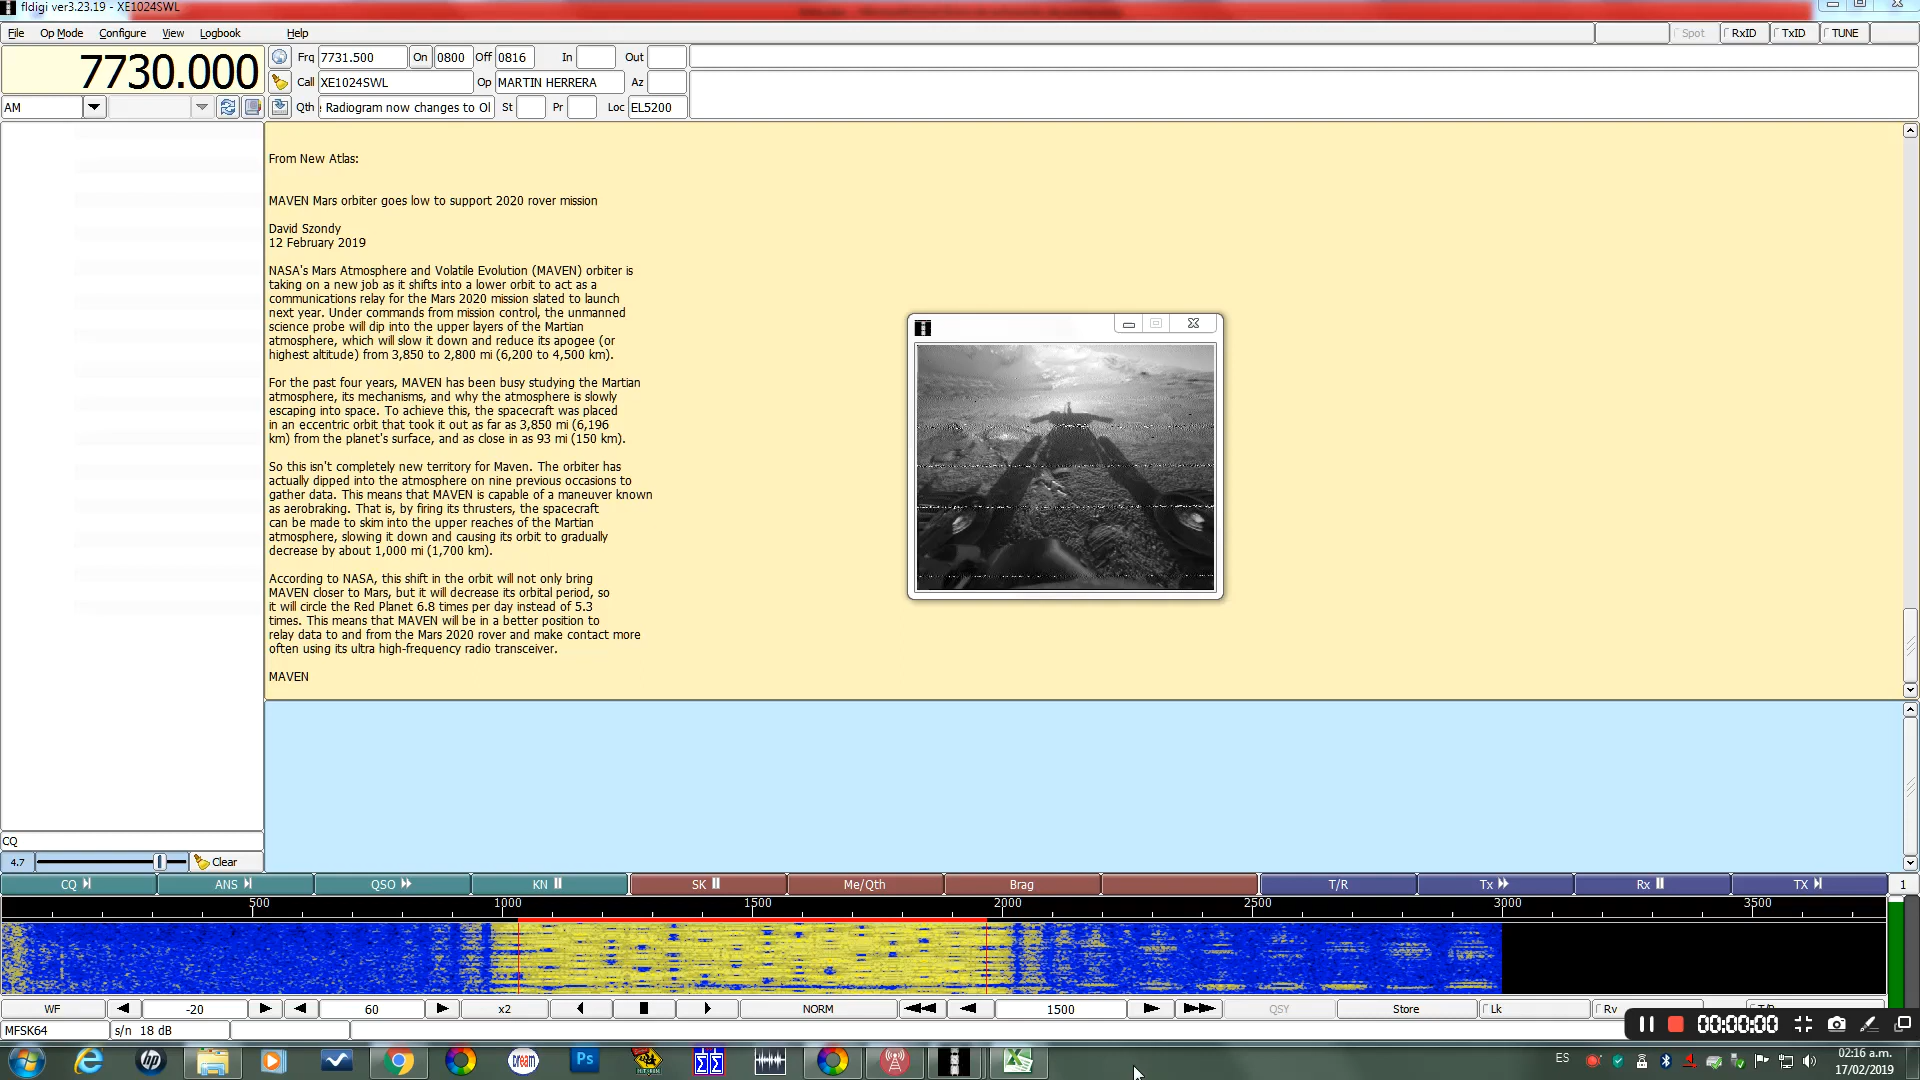 fldigi ver3.23.19 - XE1024SWL
File Op Mode Configure View Logbook Help Spot RxID TxID TUNE
7730.000 Frq 7731.500 On 0800 Off 0816 In Out
Call XE1024SWL Op MARTIN HERRERA Az
AM Qth Radiogram now changes to Ol St Pr Loc EL5200
From New Atlas:
MAVEN Mars orbiter goes low to support 2020 rover mission
David Szondy
12 February 2019
NASA's Mars Atmosphere and Volatile Evolution (MAVEN) orbiter is
taking on a new job as it shifts into a lower orbit to act as a
communications relay for the Mars 2020 mission slated to launch
next year. Under commands from mission control, the unmanned
science probe will dip into the upper layers of the Martian
atmosphere, which will slow it down and reduce its apogee (or
highest altitude) from 3,850 to 2,800 mi (6,200 to 4,500 km).
For the past four years, MAVEN has been busy studying the Martian
atmosphere, its mechanisms, and why the atmosphere is slowly
escaping into space. To achieve this, the spacecraft was placed
in an eccentric orbit that took it out as far as 3,850 mi (6,196
km) from the planet's surface, and as close in as 93 mi (150 km).
So this isn't completely new territory for Maven. The orbiter has
actually dipped into the atmosphere on nine previous occasions to
gather data. This means that MAVEN is capable of a maneuver known
as aerobraking. That is, by firing its thrusters, the spacecraft
can be made to skim into the upper reaches of the Martian
atmosphere, slowing it down and causing its orbit to gradually
decrease by about 1,000 mi (1,700 km).
According to NASA, this shift in the orbit will not only bring
MAVEN closer to Mars, but it will decrease its orbital period, so
it will circle the Red Planet 6.8 times per day instead of 5.3
times. This means that MAVEN will be in a better position to
relay data to and from the Mars 2020 rover and make contact more
often using its ultra high-frequency radio transceiver.
MAVEN
CQ
4.7 Clear
CQ ANS QSO KN SK Me/Qth Brag T/R Tx Rx TX 1
500 1000 1500 2000 2500 3000 3500
WF -20 60 x2 NORM 1500 QSY Store Lk Rv T/R
MFSK64 s/n 18 dB 00:00:00
hp Dream Ps ΣΣ ES 02:16 a.m.
17/02/2019